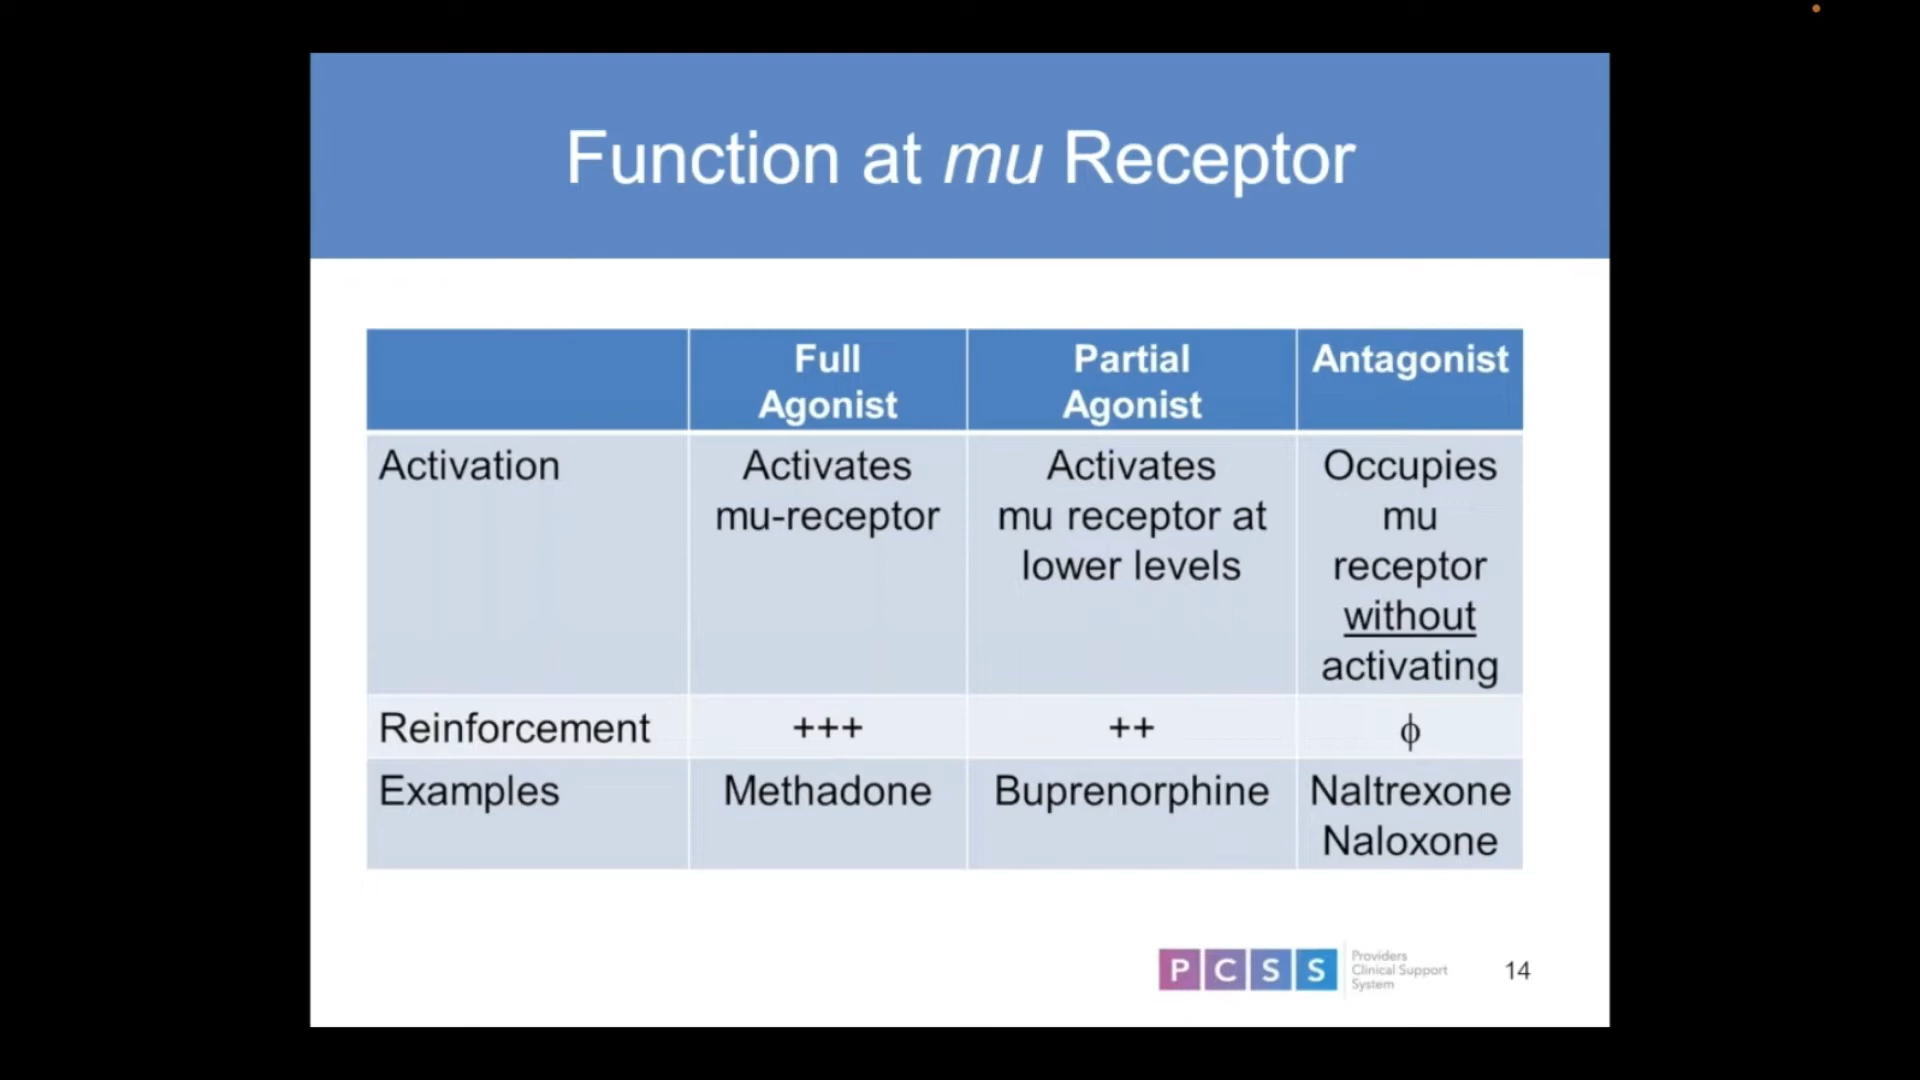 Function at mu Receptor
Full
Agonist
Partial
Agonist
Antagonist
Activation
Activates
mu-receptor
Activates
mu receptor at
lower levels
Occupies
mu
receptor
without
activating
Reinforcement
+++
++
ϕ
Examples
Methadone
Buprenorphine
Naltrexone
Naloxone
PCSS
Providers
Clinical Support
System
14